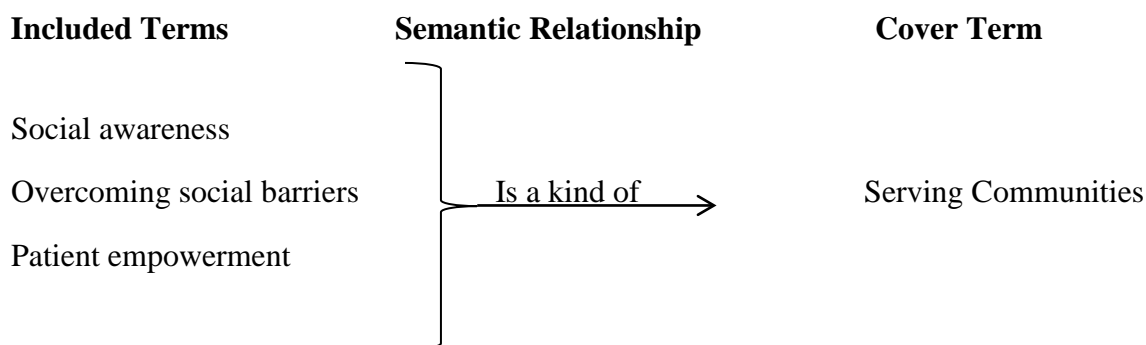 Included Terms Semantic Relationship Cover Term
Social awareness
Overcoming social barriers Is a kind of Serving Communities
Patient empowerment